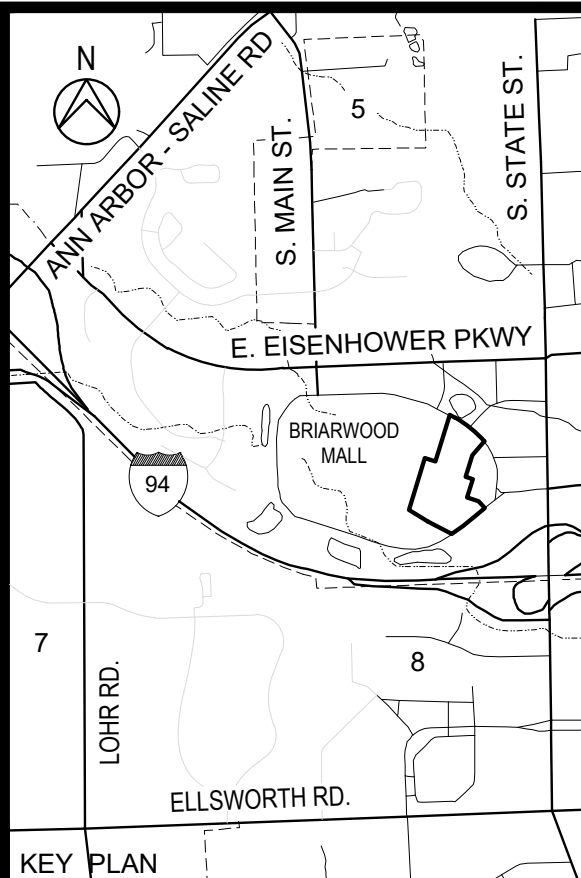 N
ANN ARBOR - SALINE RD
5
S. MAIN ST.
S. STATE ST.
E. EISENHOWER PKWY
BRIARWOOD
MALL
94
7
8
LOHR RD.
ELLSWORTH RD.
KEY PLAN